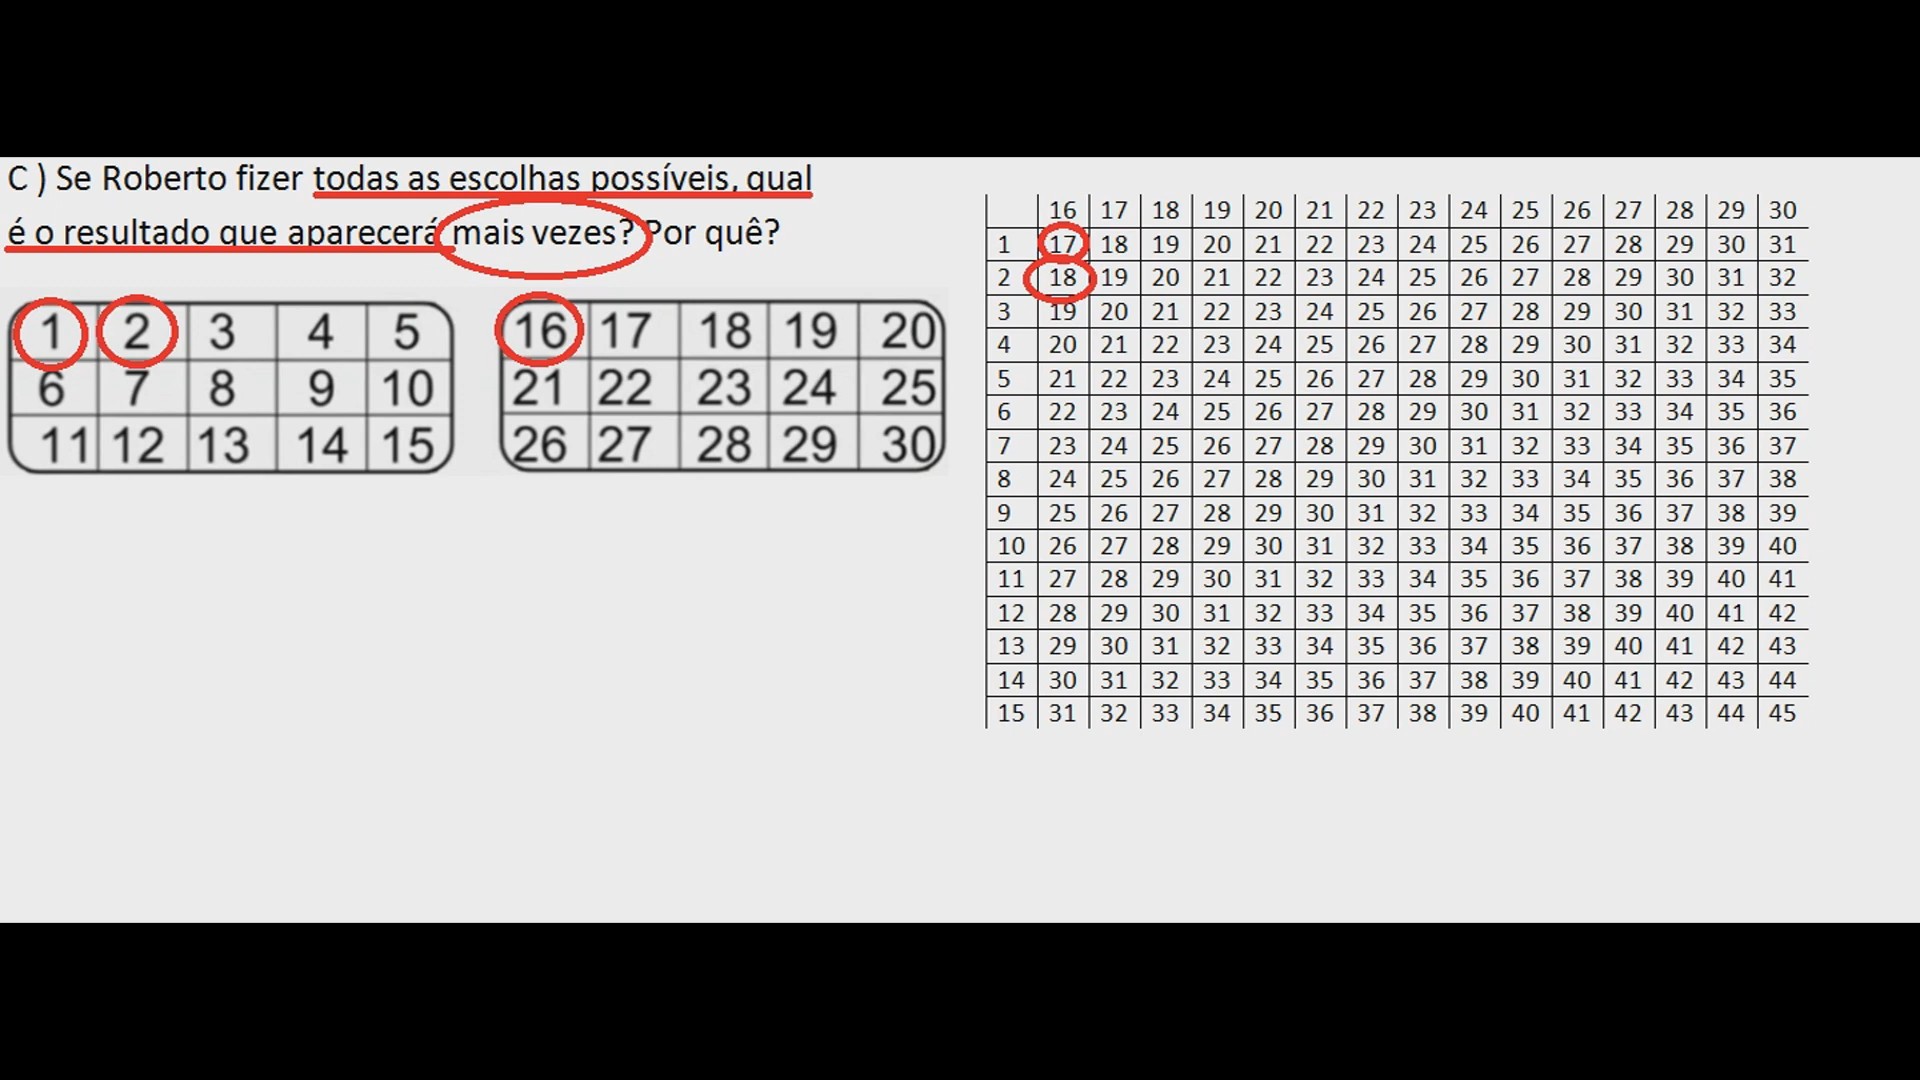 C ) Se Roberto fizer todas as escolhas possíveis, qual
é o resultado que aparecerá mais vezes? Por quê?
1 2 3 4 5
6 7 8 9 10
11 12 13 14 15
16 17 18 19 20
21 22 23 24 25
26 27 28 29 30
16 17 18 19 20 21 22 23 24 25 26 27 28 29 30
1 17 18 19 20 21 22 23 24 25 26 27 28 29 30 31
2 18 19 20 21 22 23 24 25 26 27 28 29 30 31 32
3 19 20 21 22 23 24 25 26 27 28 29 30 31 32 33
4 20 21 22 23 24 25 26 27 28 29 30 31 32 33 34
5 21 22 23 24 25 26 27 28 29 30 31 32 33 34 35
6 22 23 24 25 26 27 28 29 30 31 32 33 34 35 36
7 23 24 25 26 27 28 29 30 31 32 33 34 35 36 37
8 24 25 26 27 28 29 30 31 32 33 34 35 36 37 38
9 25 26 27 28 29 30 31 32 33 34 35 36 37 38 39
10 26 27 28 29 30 31 32 33 34 35 36 37 38 39 40
11 27 28 29 30 31 32 33 34 35 36 37 38 39 40 41
12 28 29 30 31 32 33 34 35 36 37 38 39 40 41 42
13 29 30 31 32 33 34 35 36 37 38 39 40 41 42 43
14 30 31 32 33 34 35 36 37 38 39 40 41 42 43 44
15 31 32 33 34 35 36 37 38 39 40 41 42 43 44 45